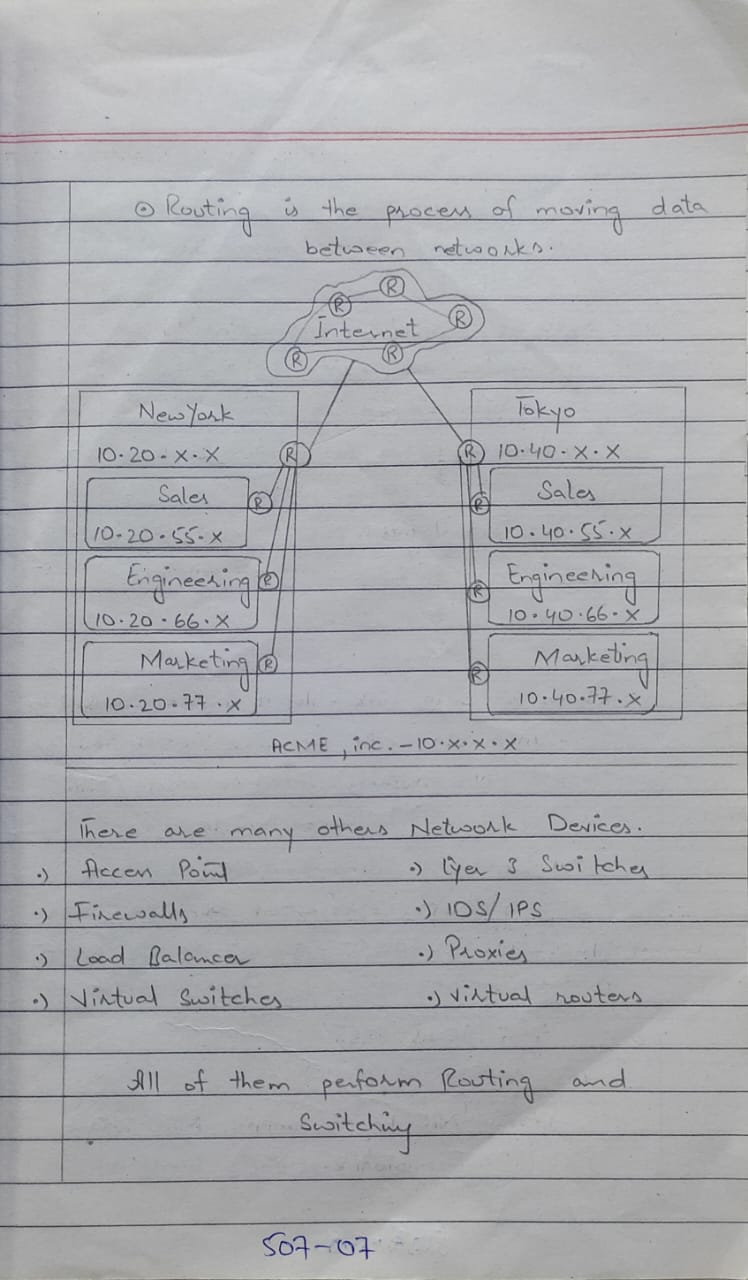 ⊙ Routing is the process of moving data
between networks.
R
R
Internet
R
R
R
New York
10.20.x.x
R
Sales
R
10.20.55.x
Engineering
R
10.20.66.x
Marketing
R
10.20.77.x
Tokyo
R
10.40.x.x
Sales
R
10.40.55.x
Engineering
R
10.40.66.x
Marketing
R
10.40.77.x
ACME, inc. - 10.x.x.x
There are many others Network Devices.
.) Access Point
.) Firewalls
.) Load Balancer
.) Virtual Switches
.) 3 Switches
.) IDS/IPS
.) Proxies
.) Virtual routers
All of them perform Routing and
Switching
507-07